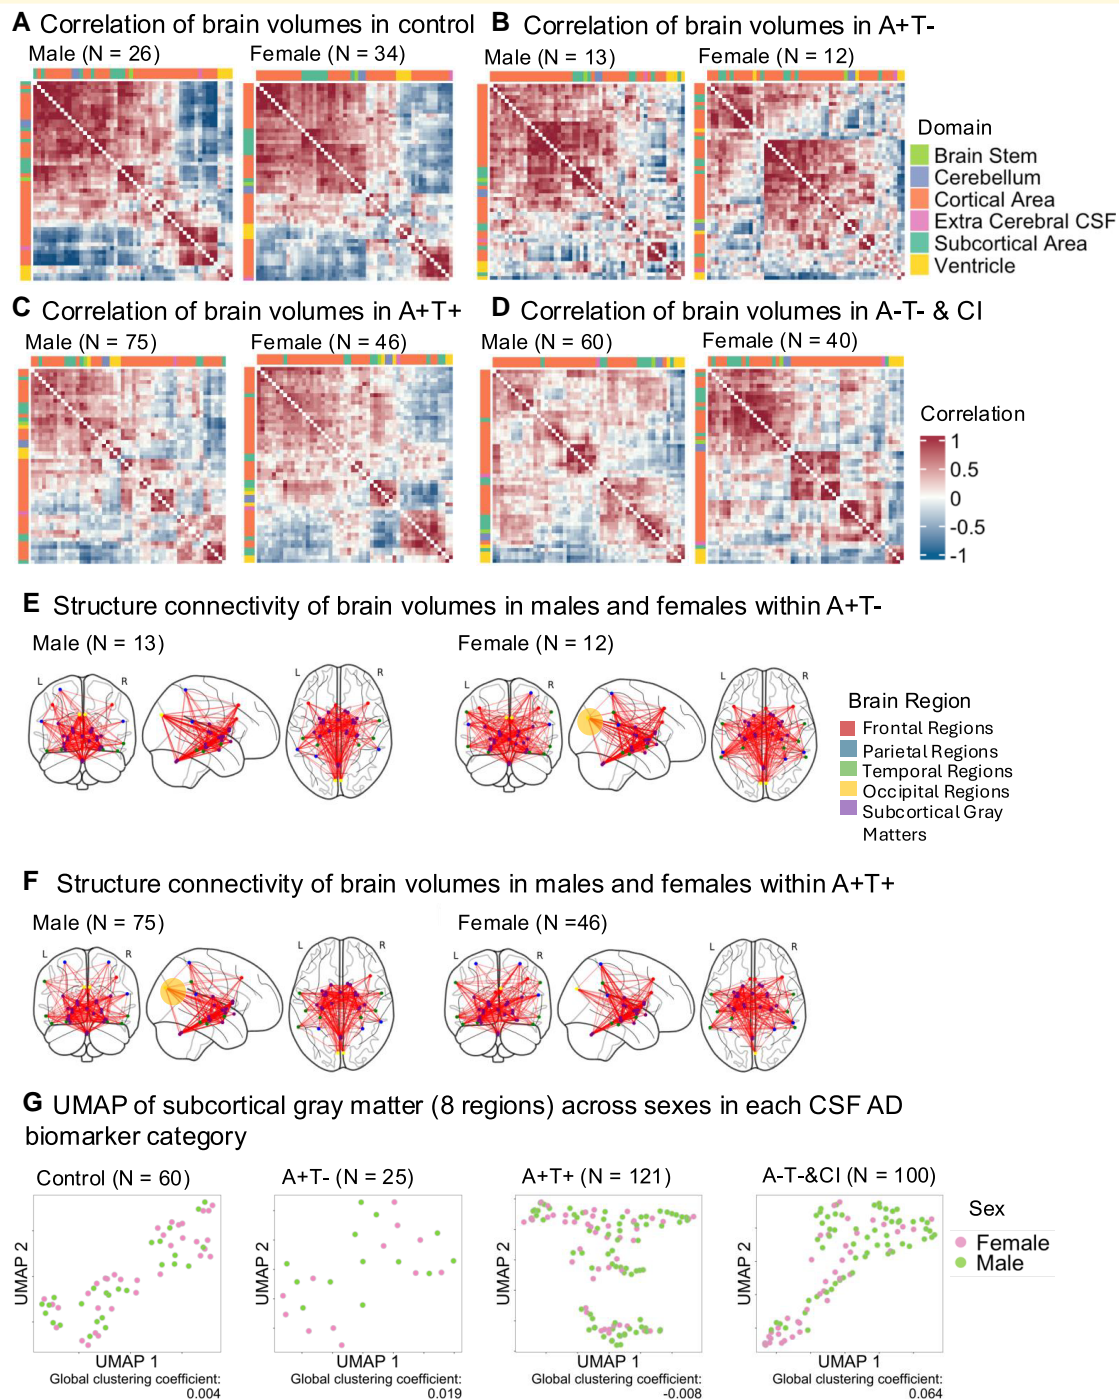 A Correlation of brain volumes in control
Male (N = 26)
Female (N = 34)
B Correlation of brain volumes in A+T-
Male (N = 13)
Female (N = 12)
Domain
Brain Stem
Cerebellum
Cortical Area
Extra Cerebral CSF
Subcortical Area
Ventricle
C Correlation of brain volumes in A+T+
Male (N = 75)
Female (N = 46)
D Correlation of brain volumes in A-T- & CI
Male (N = 60)
Female (N = 40)
Correlation
1
0.5
0
-0.5
-1
E Structure connectivity of brain volumes in males and females within A+T-
Male (N = 13)
L R
L R
Female (N = 12)
L R
L R
Brain Region
Frontal Regions
Parietal Regions
Temporal Regions
Occipital Regions
Subcortical Gray
Matters
F Structure connectivity of brain volumes in males and females within A+T+
Male (N = 75)
L R
L R
Female (N =46)
L R
L R
G UMAP of subcortical gray matter (8 regions) across sexes in each CSF AD
biomarker category
Control (N = 60)
UMAP 2
UMAP 1
Global clustering coefficient:
0.004
A+T- (N = 25)
UMAP 2
UMAP 1
Global clustering coefficient:
0.019
A+T+ (N = 121)
UMAP 2
UMAP 1
Global clustering coefficient:
-0.008
A-T-&CI (N = 100)
UMAP 2
UMAP 1
Global clustering coefficient:
0.064
Sex
Female
Male